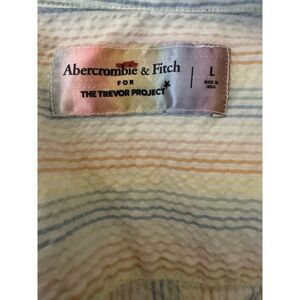 Abercrombie & Fitch
FOR
THE TREVOR PROJECT
L
MADE IN
INDIA